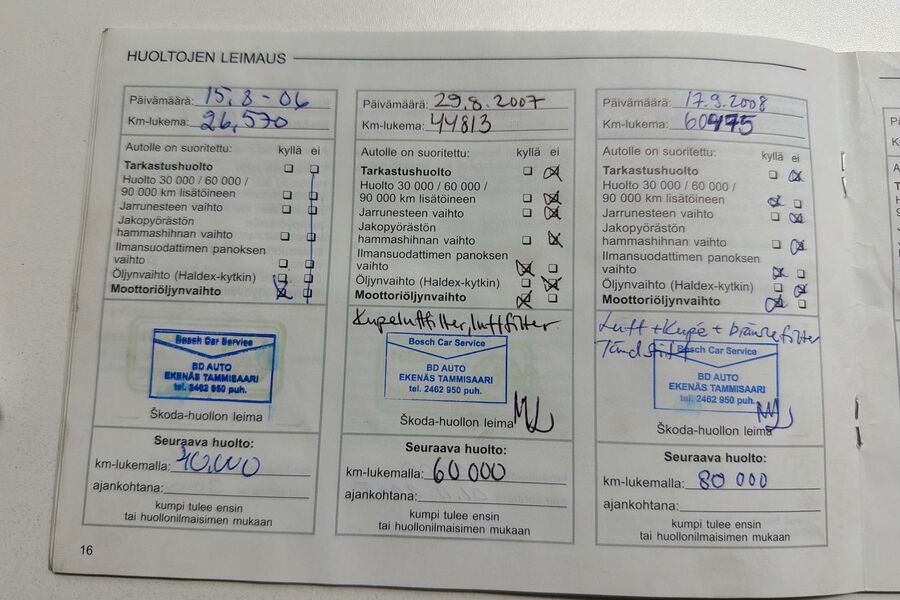 HUOLTOJEN LEIMAUS
Päivämäärä: 15.8-06
Km-lukema: 26,570
Autolle on suoritettu: kyllä ei
Tarkastushuolto
Huolto 30 000 / 60 000 /
90 000 km lisätöineen
Jarrunesteen vaihto
Jakopyörästön
hammashihnan vaihto
Ilmansuodattimen panoksen
vaihto
Öljynvaihto (Haldex-kytkin)
Moottoriöljynvaihto
Bosch Car Service
BD AUTO
EKENÄS TAMMISAARI
tel. 2462 950 puh.
Škoda-huollon leima
Seuraava huolto:
km-lukemalla: 40.000
ajankohtana:
kumpi tulee ensin
tai huollonilmaisimen mukaan
Päivämäärä: 29.8.2007
Km-lukema: 44813
Autolle on suoritettu: kyllä ei
Tarkastushuolto
Huolto 30 000 / 60 000 /
90 000 km lisätöineen
Jarrunesteen vaihto
Jakopyörästön
hammashihnan vaihto
Ilmansuodattimen panoksen
vaihto
Öljynvaihto (Haldex-kytkin)
Moottoriöljynvaihto
Kupeluftfilter, luftfilter
Bosch Car Service
BD AUTO
EKENÄS TAMMISAARI
tel. 2462 950 puh.
Škoda-huollon leima
Seuraava huolto:
km-lukemalla: 60 000
ajankohtana:
kumpi tulee ensin
tai huollonilmaisimen mukaan
Päivämäärä: 17.9.2008
Km-lukema: 60475
Autolle on suoritettu: kyllä ei
Tarkastushuolto
Huolto 30 000 / 60 000 /
90 000 km lisätöineen
Jarrunesteen vaihto
Jakopyörästön
hammashihnan vaihto
Ilmansuodattimen panoksen
vaihto
Öljynvaihto (Haldex-kytkin)
Moottoriöljynvaihto
Luft + Kupé + bränslefilter
Tändstift
Bosch Car Service
BD AUTO
EKENÄS TAMMISAARI
tel. 2462 950 puh.
Škoda-huollon leima
Seuraava huolto:
km-lukemalla: 80 000
ajankohtana:
kumpi tulee ensin
tai huollonilmaisimen mukaan
16